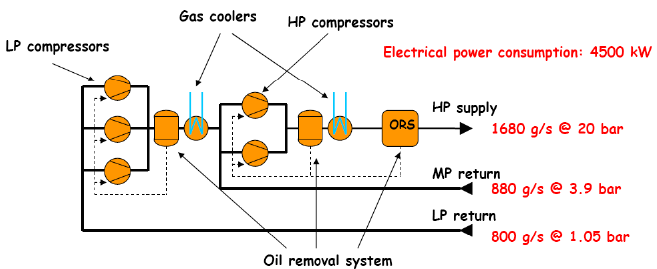 Gas coolers
HP compressors
LP compressors
Electrical power consumption: 4500 kW
HP supply
ORS
1680 g/s @ 20 bar
MP return
880 g/s @ 3.9 bar
LP return
800 g/s @ 1.05 bar
Oil removal system